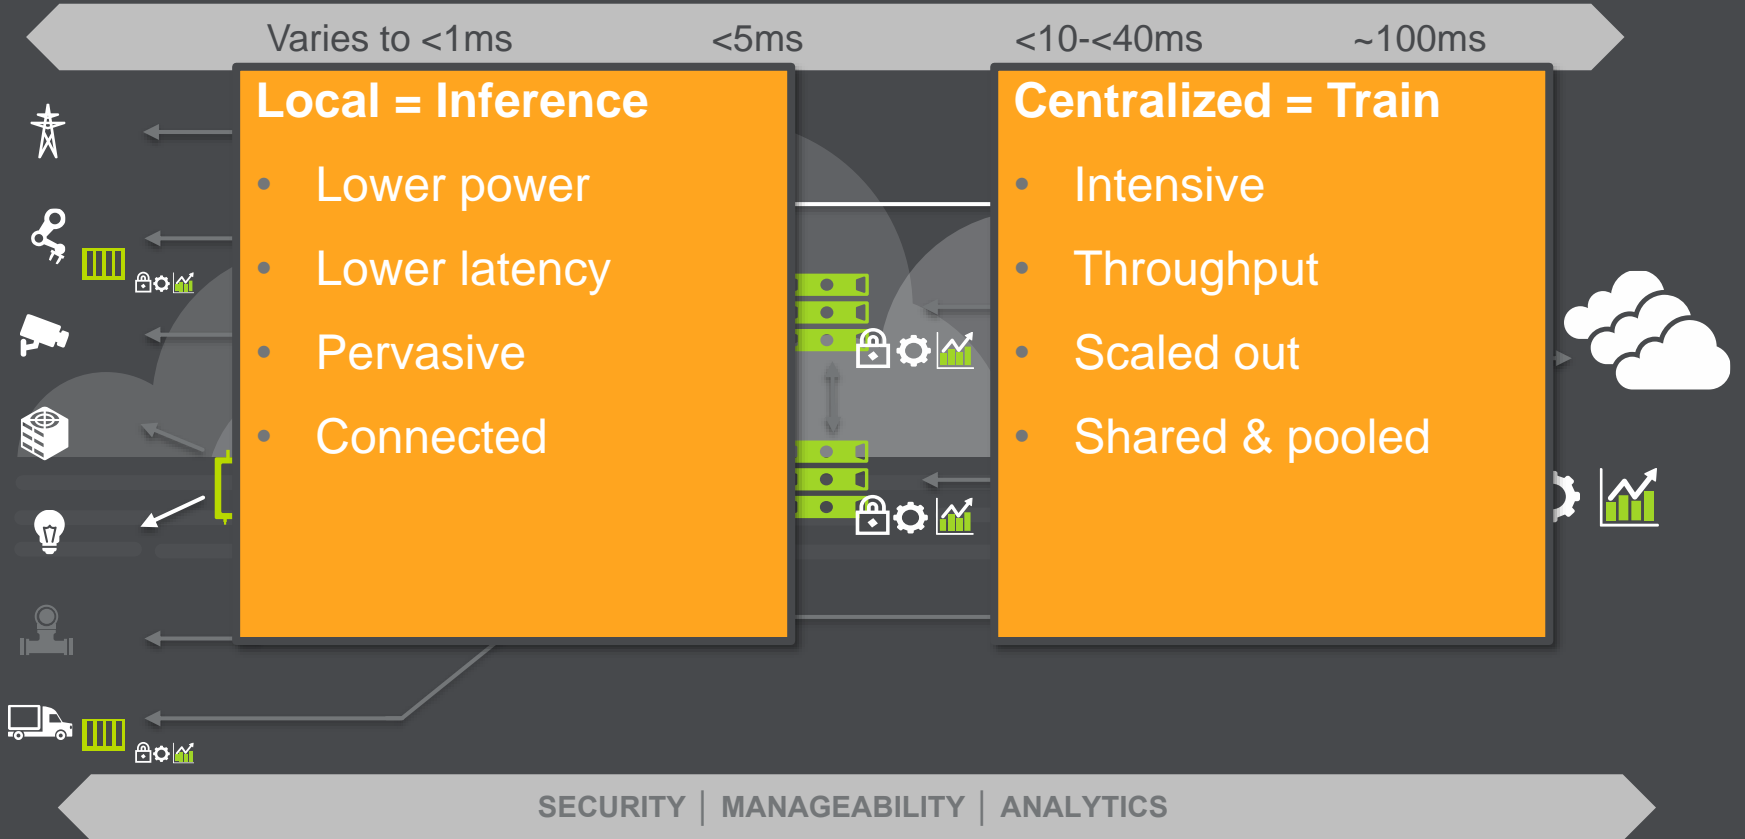 Varies to <1ms <5ms <10-<40ms ~100ms
Local = Inference
• Lower power
• Lower latency
• Pervasive
• Connected
Centralized = Train
• Intensive
• Throughput
• Scaled out
• Shared & pooled
SECURITY | MANAGEABILITY | ANALYTICS